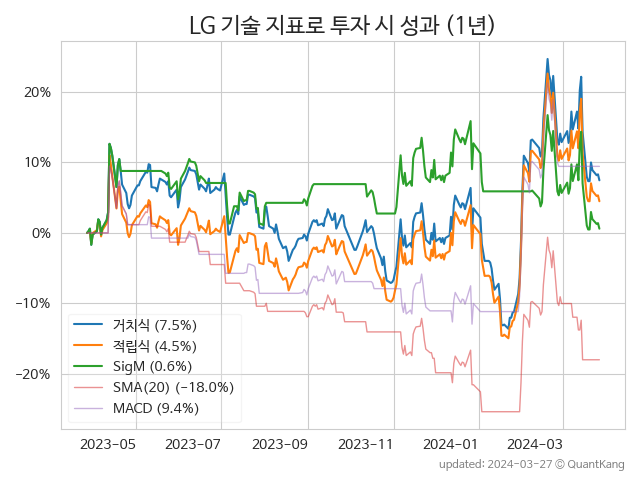 LG 기술 지표로 투자 시 성과 (1년)
20%
10%
0%
−10%
−20%
거치식 (7.5%)
적립식 (4.5%)
SigM (0.6%)
SMA(20) (−18.0%)
MACD (9.4%)
2023-05 2023-07 2023-09 2023-11 2024-01 2024-03
updated: 2024-03-27 © QuantKang